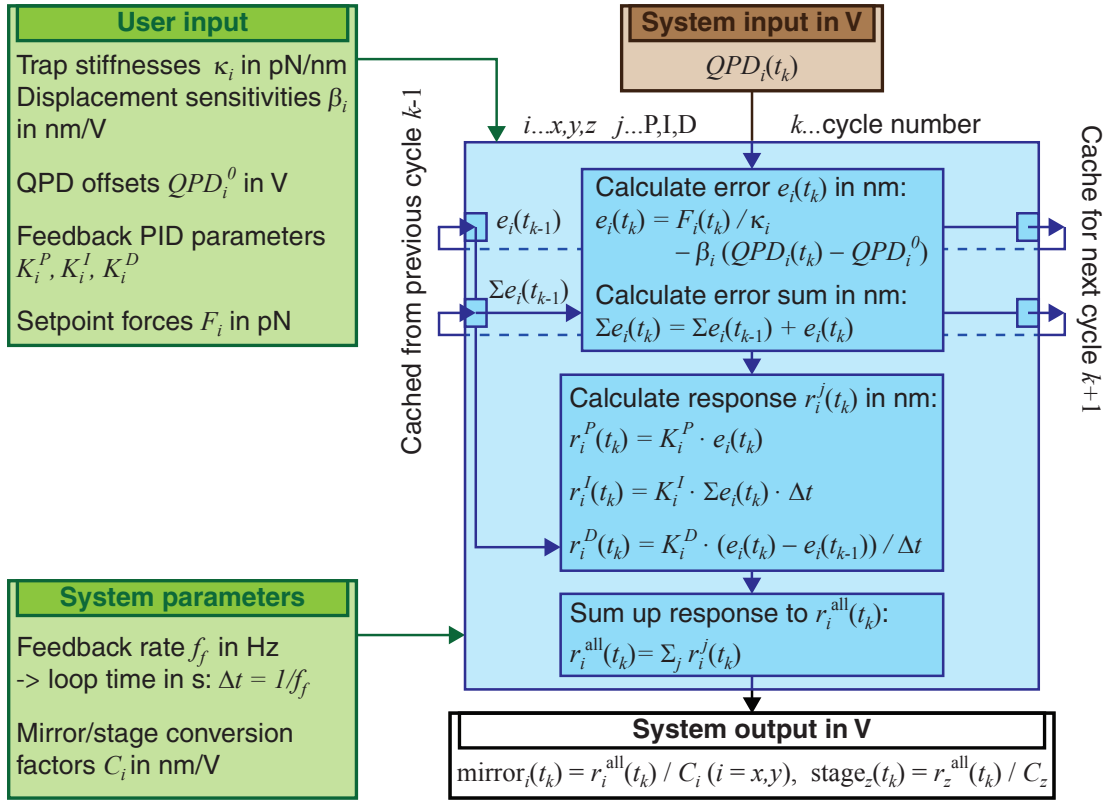 User input
Trap stiffnesses κ_i in pN/nm
Displacement sensitivities β_i
in nm/V
QPD offsets QPD_i^0 in V
Feedback PID parameters
K_i^P, K_i^I, K_i^D
Setpoint forces F_i in pN
System parameters
Feedback rate f_f in Hz
-> loop time in s: Δt = 1/f_f
Mirror/stage conversion
factors C_i in nm/V
System input in V
QPD_i(t_k)
i...x,y,z j...P,I,D k...cycle number
Cached from previous cycle k-1
e_i(t_{k-1})
Σe_i(t_{k-1})
Calculate error e_i(t_k) in nm:
e_i(t_k) = F_i(t_k) / κ_i
− β_i (QPD_i(t_k) − QPD_i^0)
Calculate error sum in nm:
Σe_i(t_k) = Σe_i(t_{k-1}) + e_i(t_k)
Cache for next cycle k+1
Calculate response r_i^j(t_k) in nm:
r_i^P(t_k) = K_i^P · e_i(t_k)
r_i^I(t_k) = K_i^I · Σe_i(t_k) · Δt
r_i^D(t_k) = K_i^D · (e_i(t_k) − e_i(t_{k-1})) / Δt
Sum up response to r_i^all(t_k):
r_i^all(t_k) = Σ_j r_i^j(t_k)
System output in V
mirror_i(t_k) = r_i^all(t_k) / C_i (i = x,y), stage_z(t_k) = r_z^all(t_k) / C_z